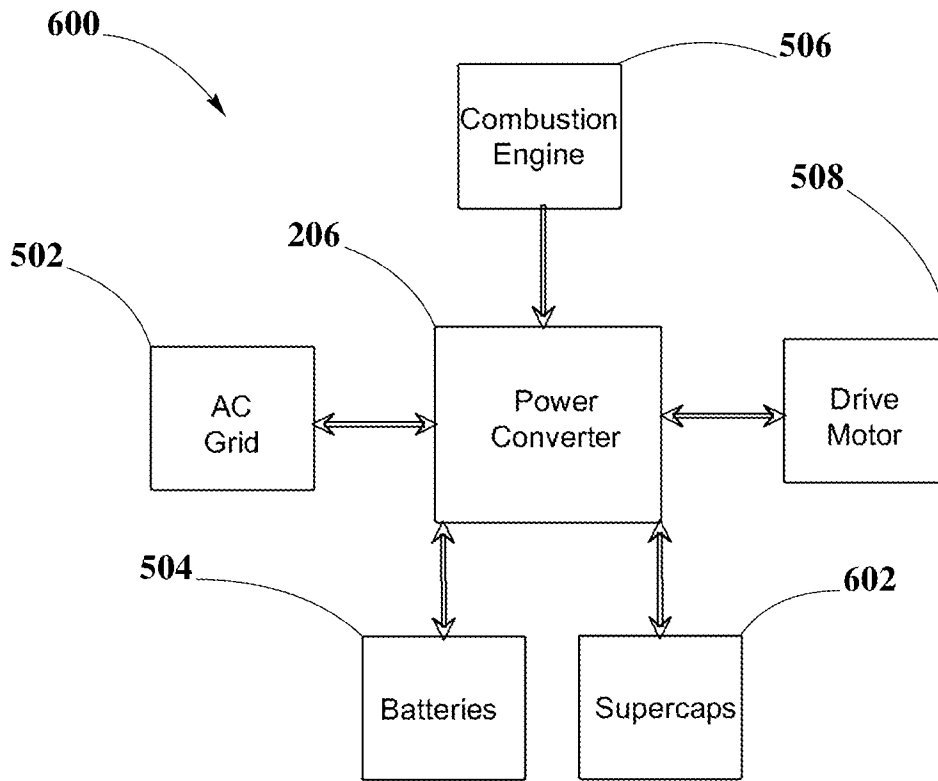 600
506
Combustion
Engine
508
206
502
AC
Grid
Power
Converter
Drive
Motor
504
602
Batteries
Supercaps